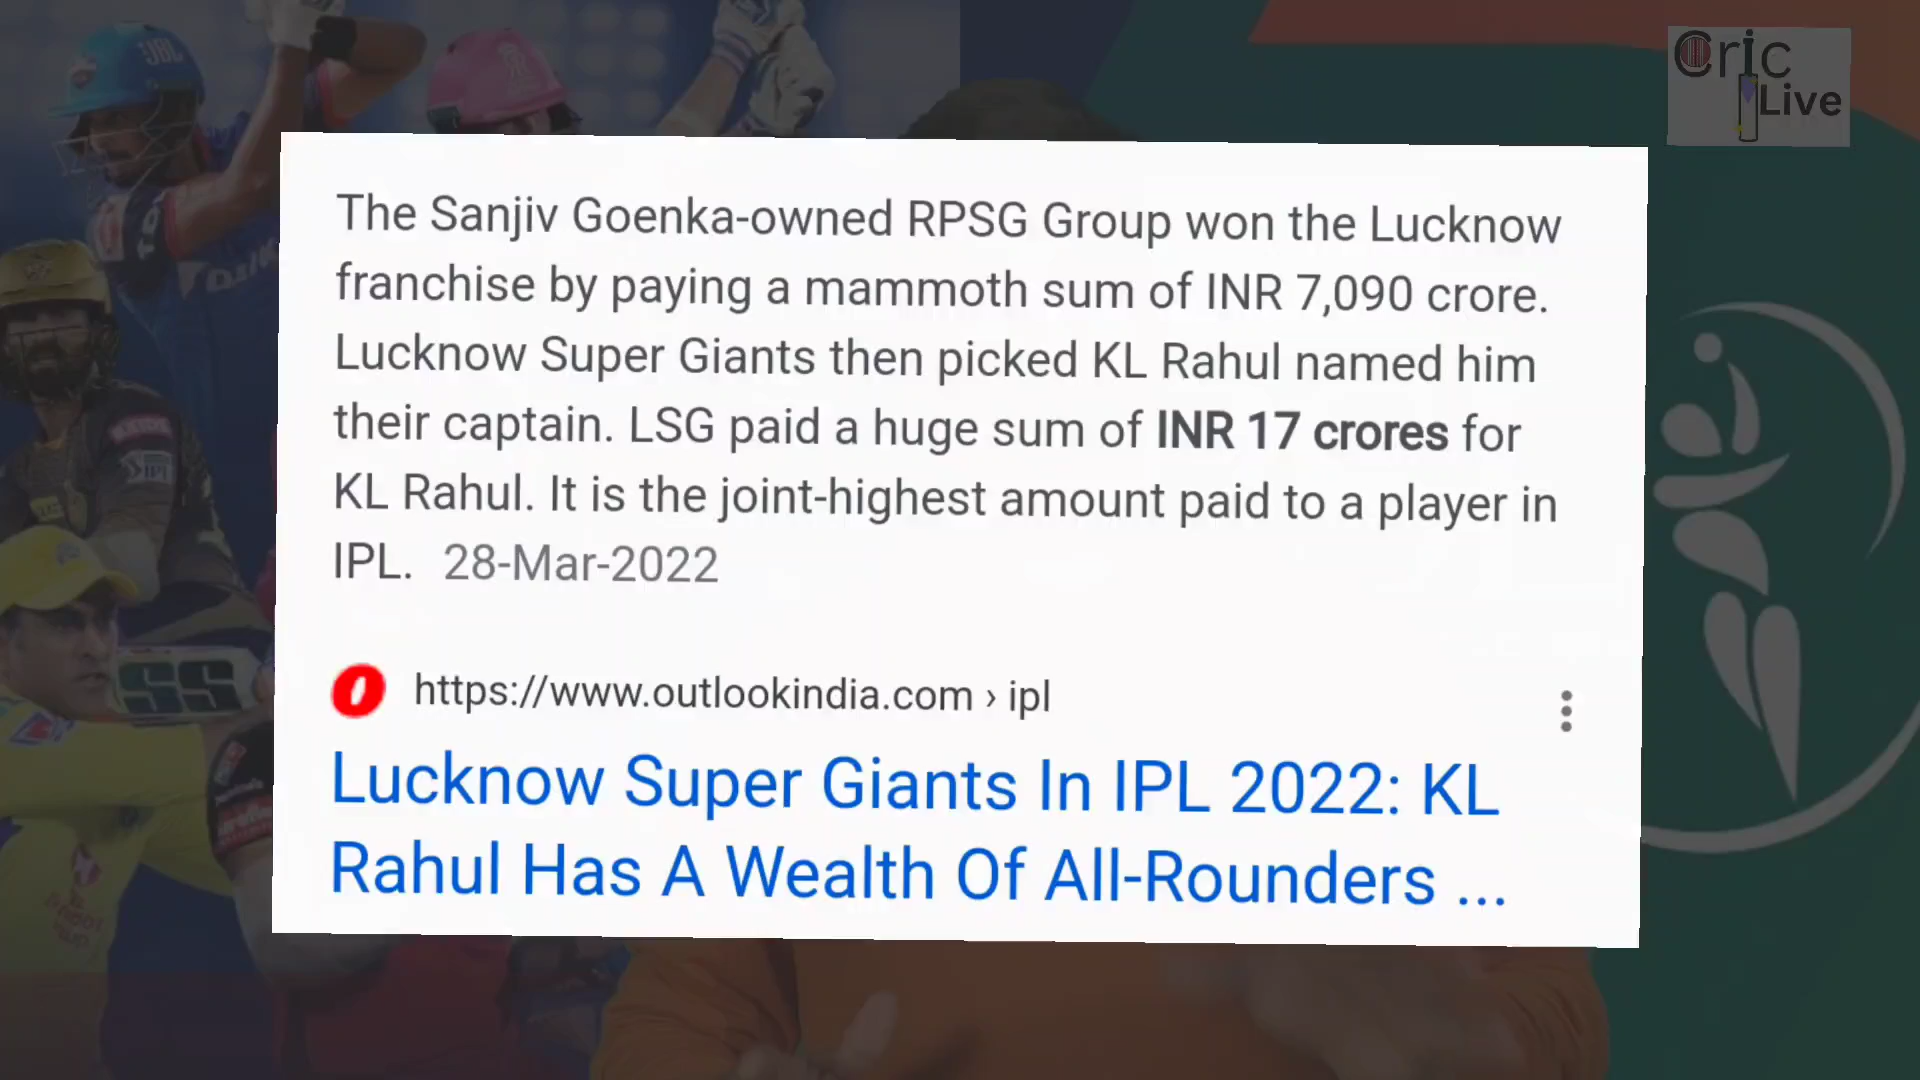 Cric
Live
JBL
The Sanjiv Goenka-owned RPSG Group won the Lucknow
franchise by paying a mammoth sum of INR 7,090 crore.
Lucknow Super Giants then picked KL Rahul named him
their captain. LSG paid a huge sum of INR 17 crores for
KL Rahul. It is the joint-highest amount paid to a player in
IPL. 28-Mar-2022
SS
https://www.outlookindia.com › ipl
Lucknow Super Giants In IPL 2022: KL
Rahul Has A Wealth Of All-Rounders ...